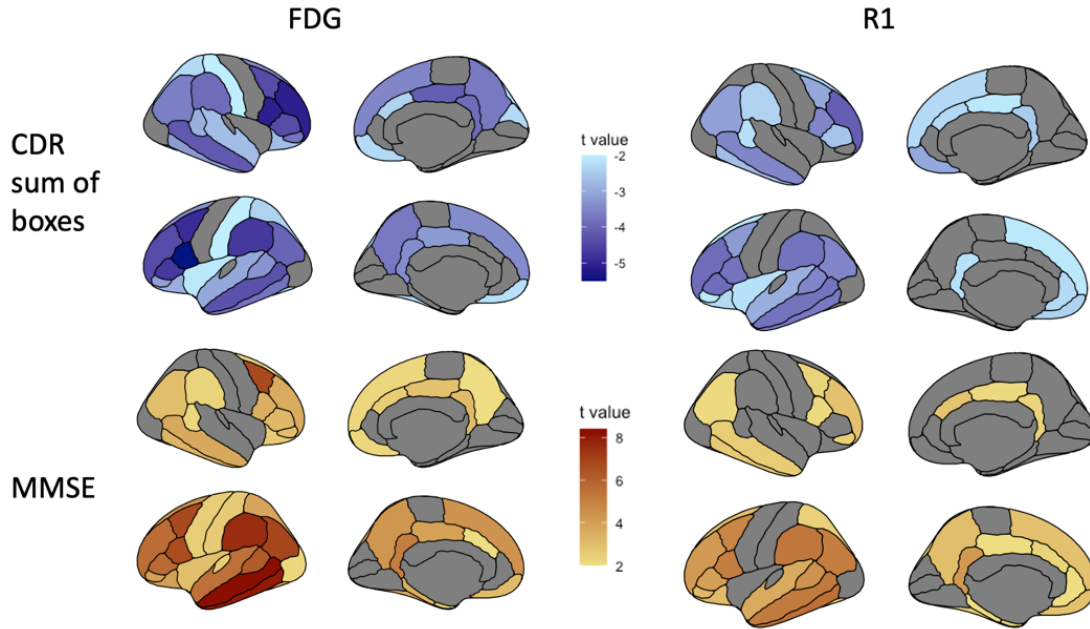 FDG
R1
CDR
sum of
boxes
t value
-2
-3
-4
-5
MMSE
t value
8
6
4
2